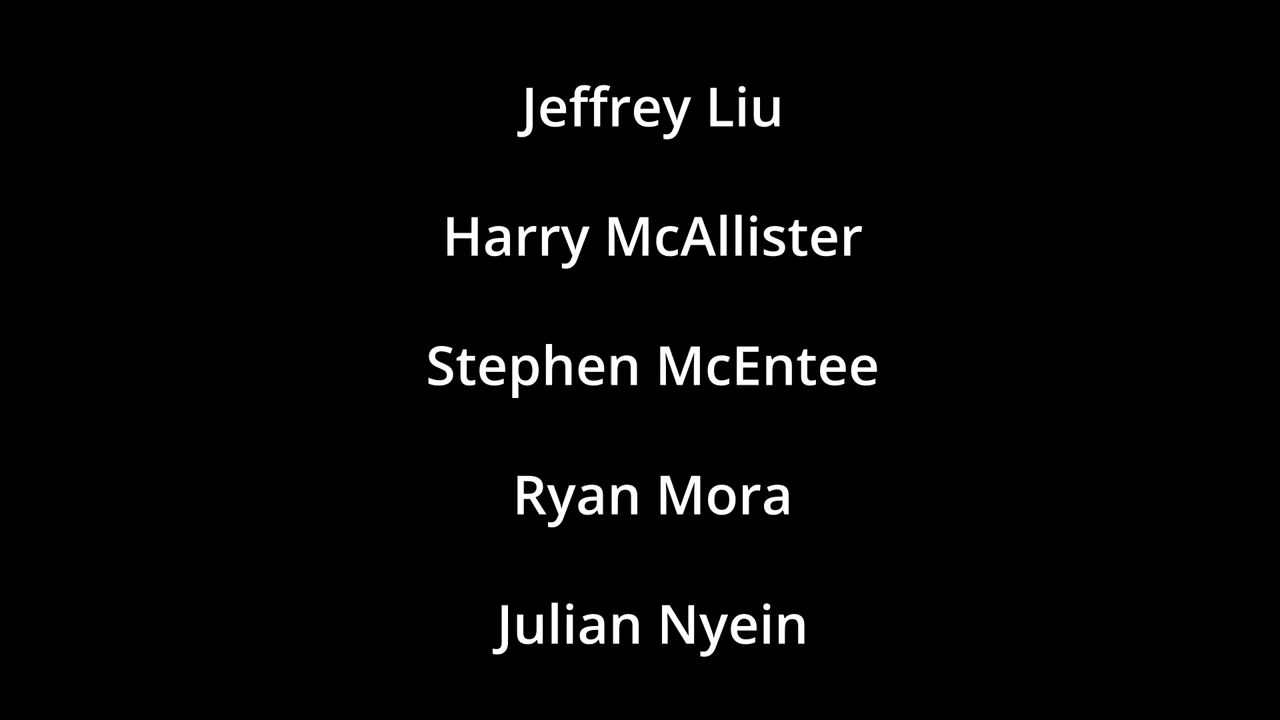 Jeffrey Liu
Harry McAllister
Stephen McEntee
Ryan Mora
Julian Nyein